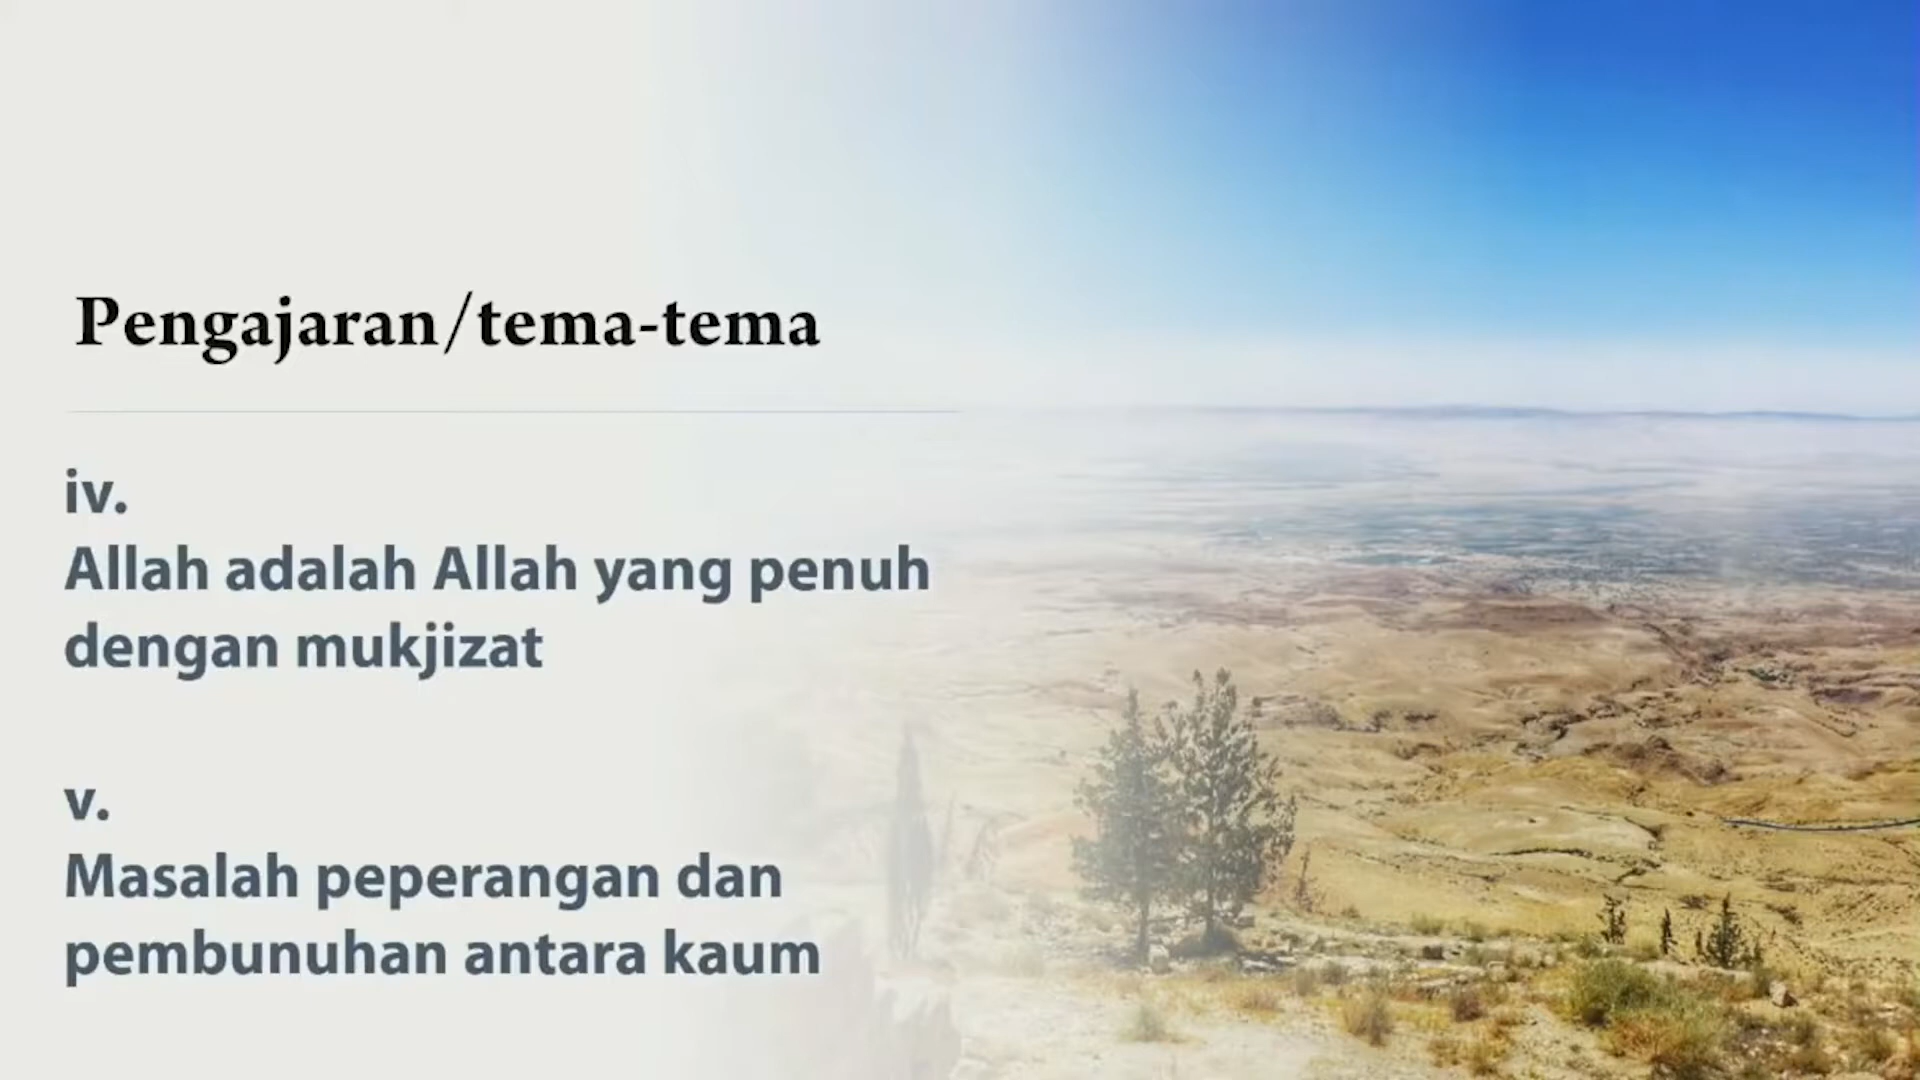 Pengajaran/tema-tema
iv.
Allah adalah Allah yang penuh
dengan mukjizat
v.
Masalah peperangan dan
pembunuhan antara kaum